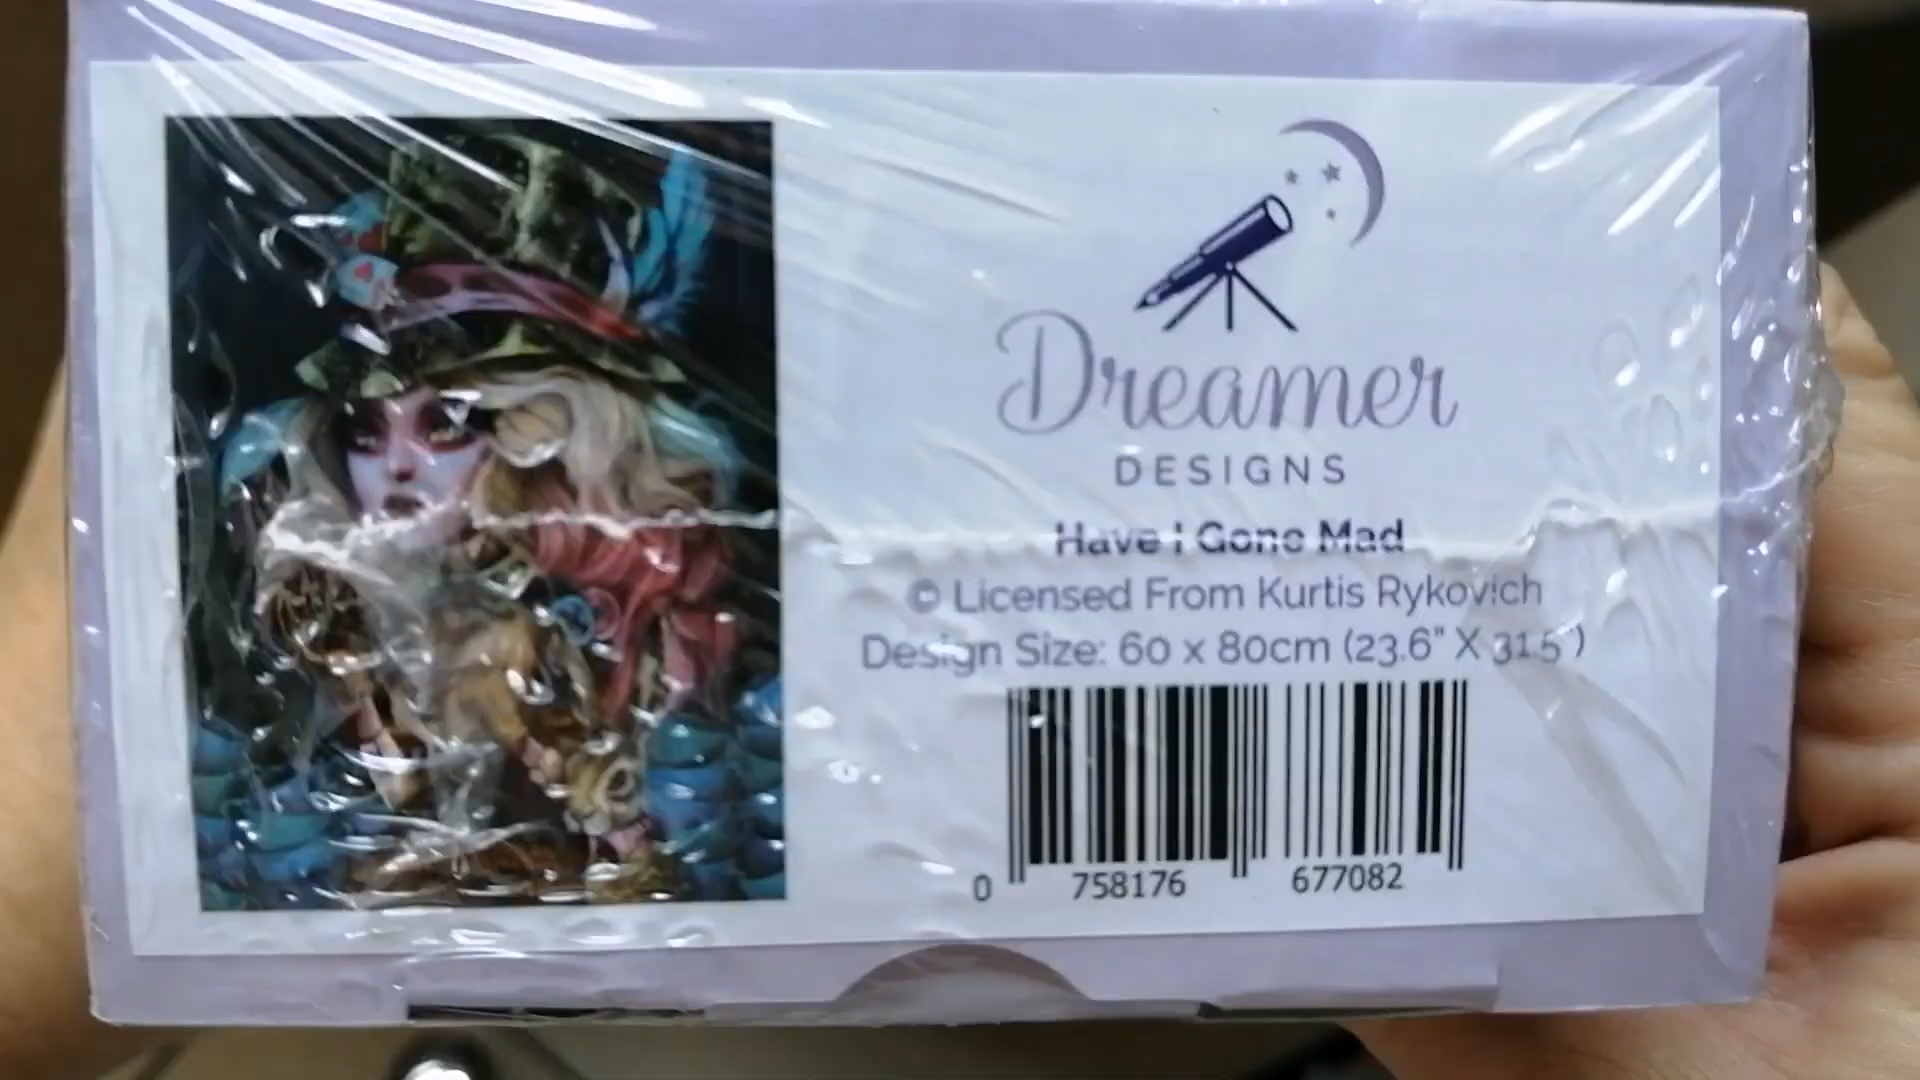 Dreamer
DESIGNS
Have I Gone Mad
© Licensed From Kurtis Rykovich
Design Size: 60 x 80cm (23.6" X 31.5")
0 758176 677082